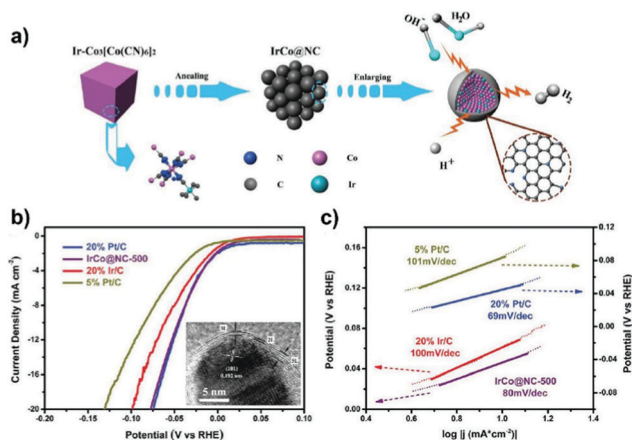 a)
Ir-Co₃[Co(CN)₆]₂
Anealing
IrCo@NC
Enlarging
OH⁻
H₂O
H₂
H⁺
N
Co
C
Ir
b)
20% Pt/C
IrCo@NC-500
20% Ir/C
5% Pt/C
Current Density (mA cm⁻²)
0
-4
-8
-12
-16
-20
-0.15
-0.10
-0.05
0.00
0.05
0.10
Potential (V vs RHE)
(201)
0.192 nm
5 nm
c)
5% Pt/C
101mV/dec
20% Pt/C
69mV/dec
20% Ir/C
100mV/dec
IrCo@NC-500
80mV/dec
Potential (V vs RHE)
0.16
0.12
0.08
0.04
0.00
0.4
0.6
0.8
1.0
1.2
1.4
log |j (mA*cm⁻²)|
0.10
0.08
0.04
0.00
-0.04
-0.08
Potential (V vs RHE)